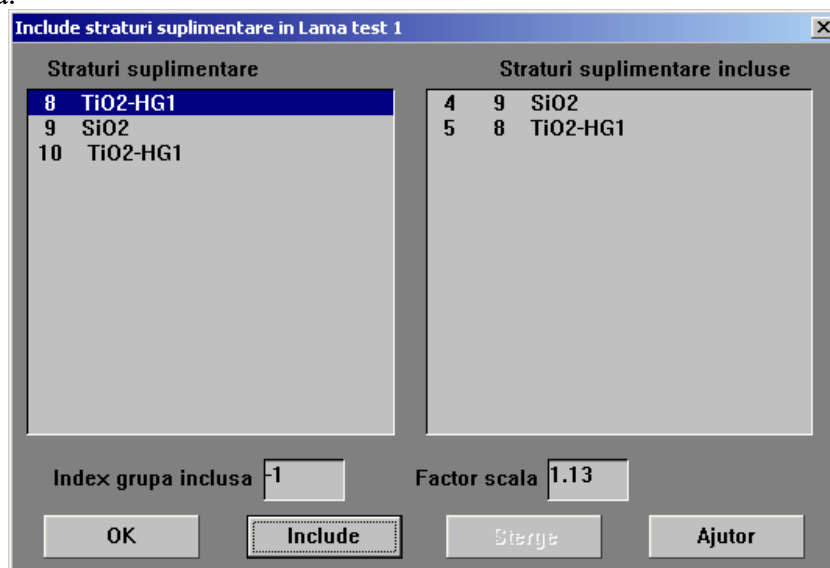 a.
Include straturi suplimentare in Lama test 1
Straturi suplimentare
8 TiO2-HG1
9 SiO2
10 TiO2-HG1
Straturi suplimentare incluse
4 9 SiO2
5 8 TiO2-HG1
Index grupa inclusa -1
Factor scala 1.13
OK
Include
Sterge
Ajutor